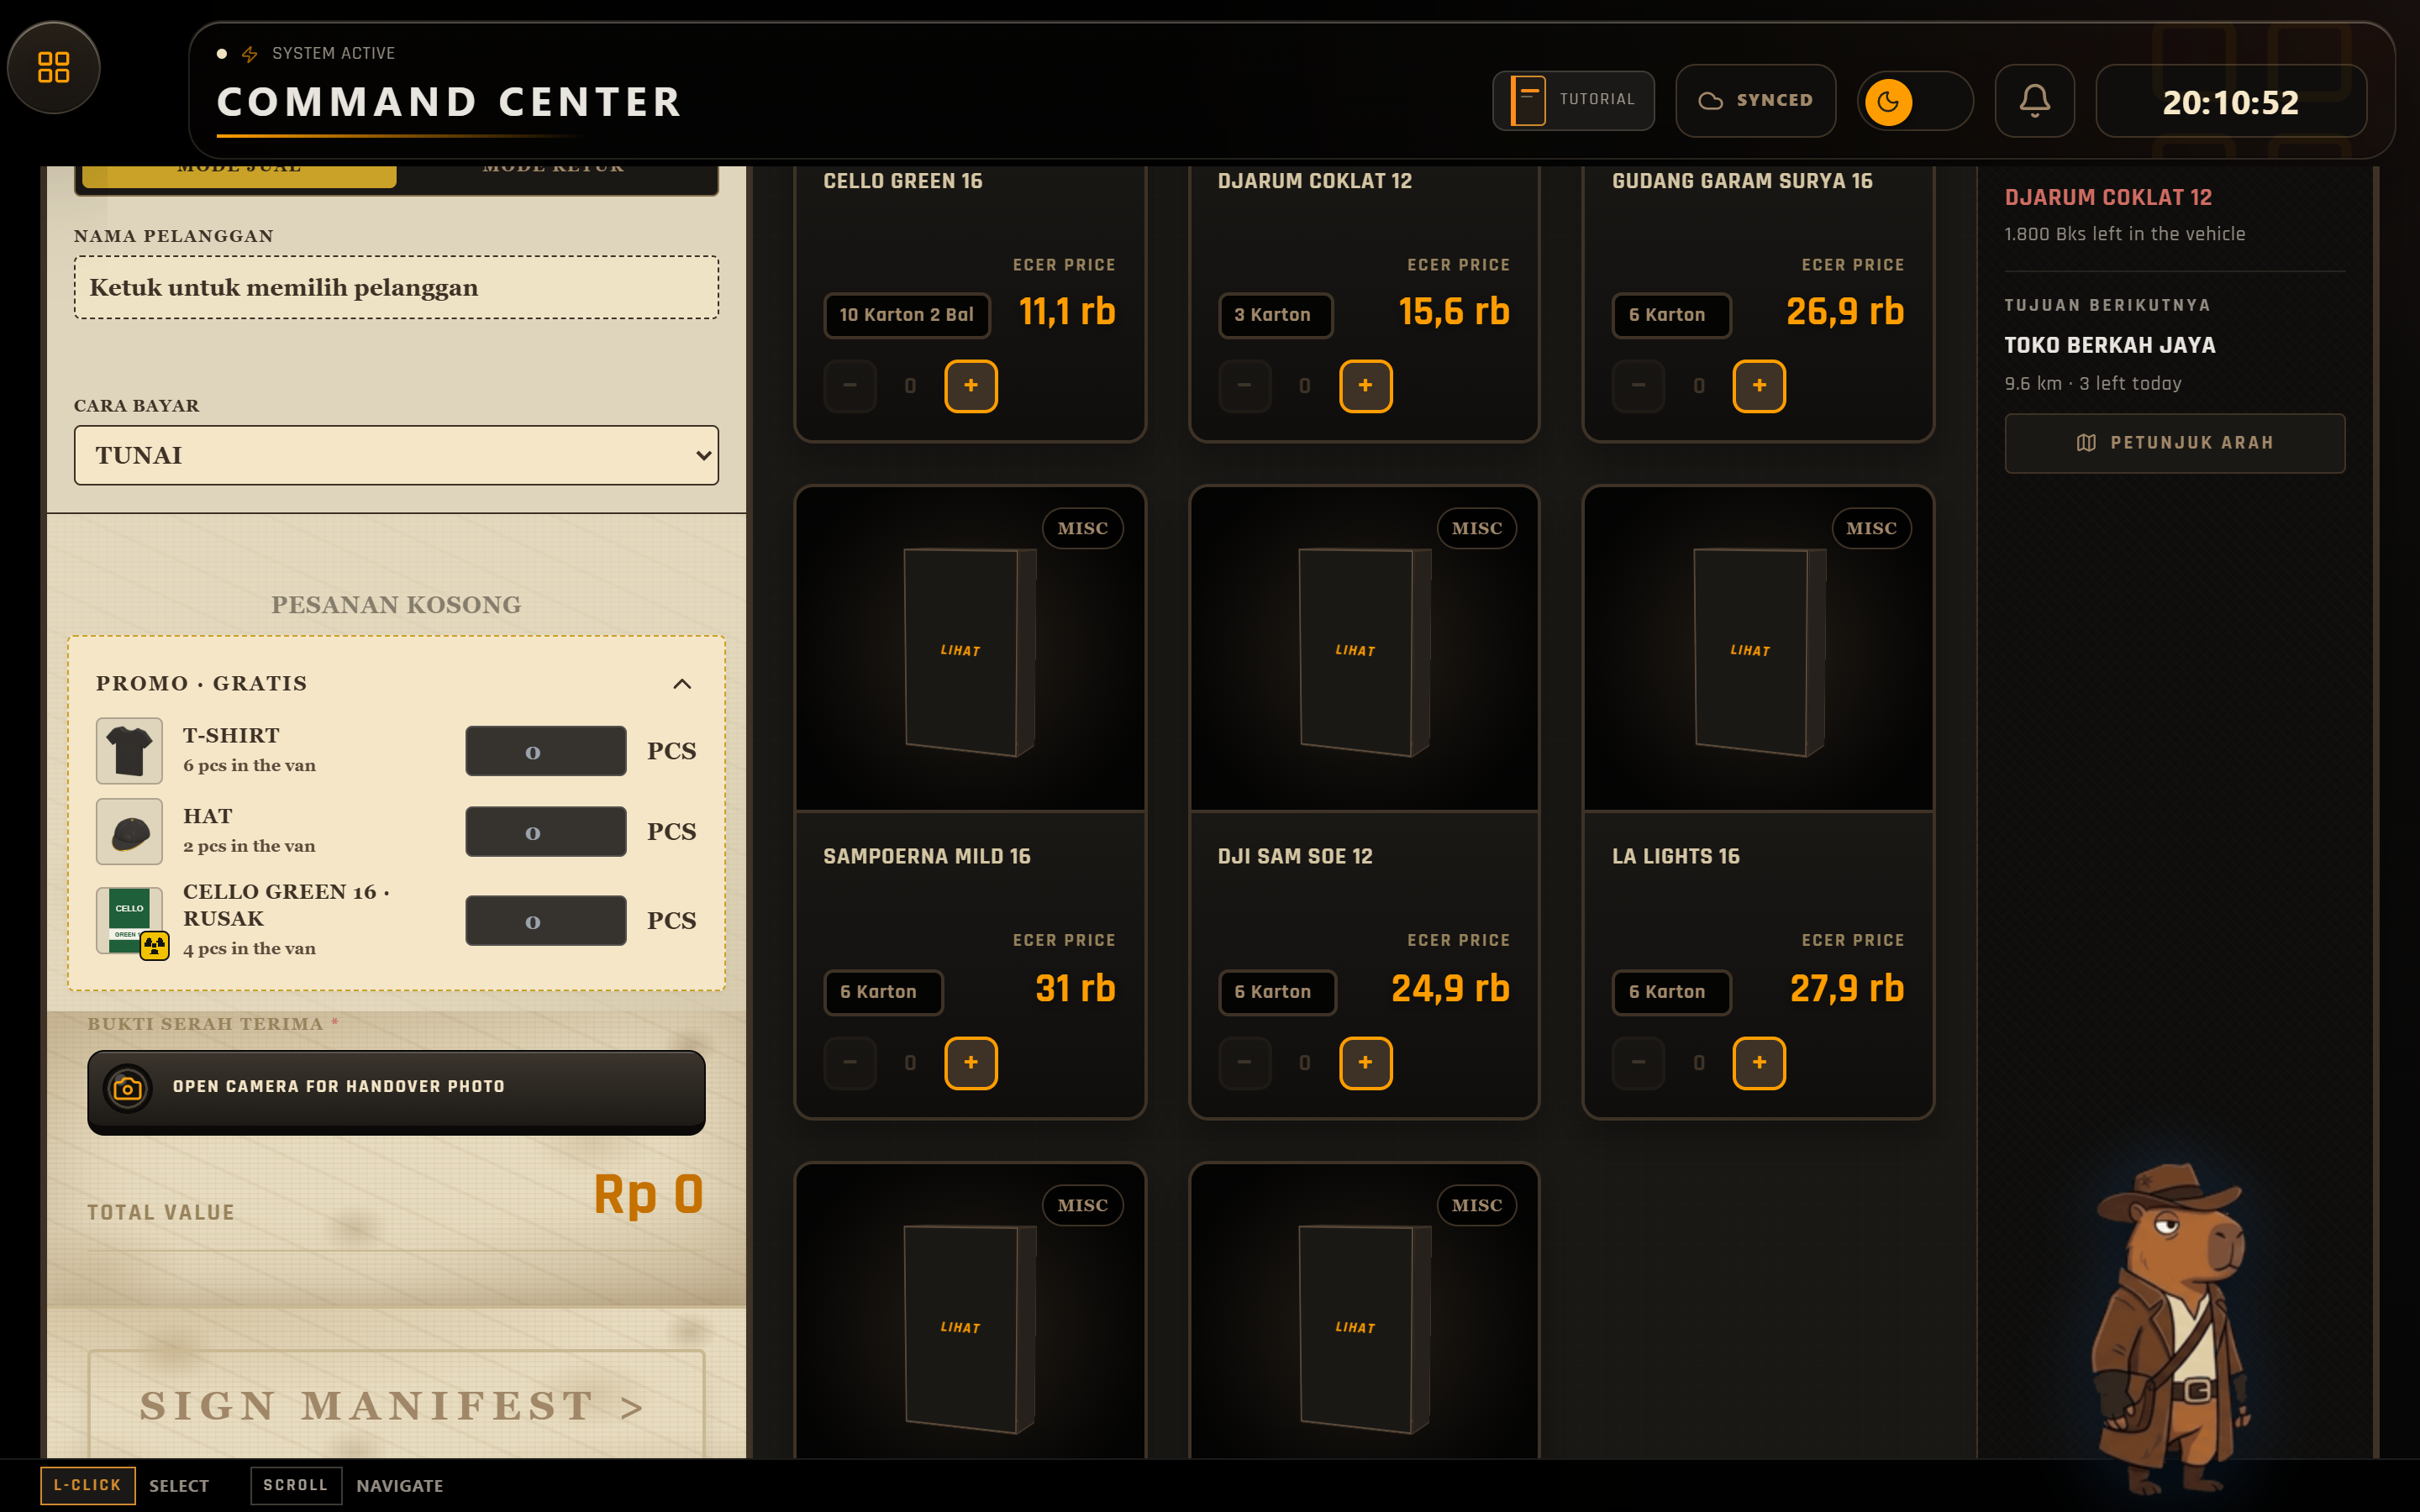 SYSTEM ACTIVE
COMMAND CENTER
TUTORIAL
SYNCED
20:10:52
MODE JUAL
MODE RETUR
NAMA PELANGGAN
Ketuk untuk memilih pelanggan
CARA BAYAR
TUNAI
PESANAN KOSONG
PROMO · GRATIS
T-SHIRT
6 pcs in the van
0
PCS
HAT
2 pcs in the van
0
PCS
CELLO
GREEN
CELLO GREEN 16 ·
RUSAK
4 pcs in the van
0
PCS
BUKTI SERAH TERIMA *
OPEN CAMERA FOR HANDOVER PHOTO
TOTAL VALUE
Rp 0
SIGN MANIFEST >
CELLO GREEN 16
ECER PRICE
10 Karton 2 Bal
11,1 rb
− 0 +
DJARUM COKLAT 12
ECER PRICE
3 Karton
15,6 rb
− 0 +
GUDANG GARAM SURYA 16
ECER PRICE
6 Karton
26,9 rb
− 0 +
MISC
LIHAT
SAMPOERNA MILD 16
ECER PRICE
6 Karton
31 rb
− 0 +
MISC
LIHAT
DJI SAM SOE 12
ECER PRICE
6 Karton
24,9 rb
− 0 +
MISC
LIHAT
LA LIGHTS 16
ECER PRICE
6 Karton
27,9 rb
− 0 +
MISC
LIHAT
MISC
LIHAT
DJARUM COKLAT 12
1.800 Bks left in the vehicle
TUJUAN BERIKUTNYA
TOKO BERKAH JAYA
9.6 km · 3 left today
PETUNJUK ARAH
L-CLICK SELECT SCROLL NAVIGATE